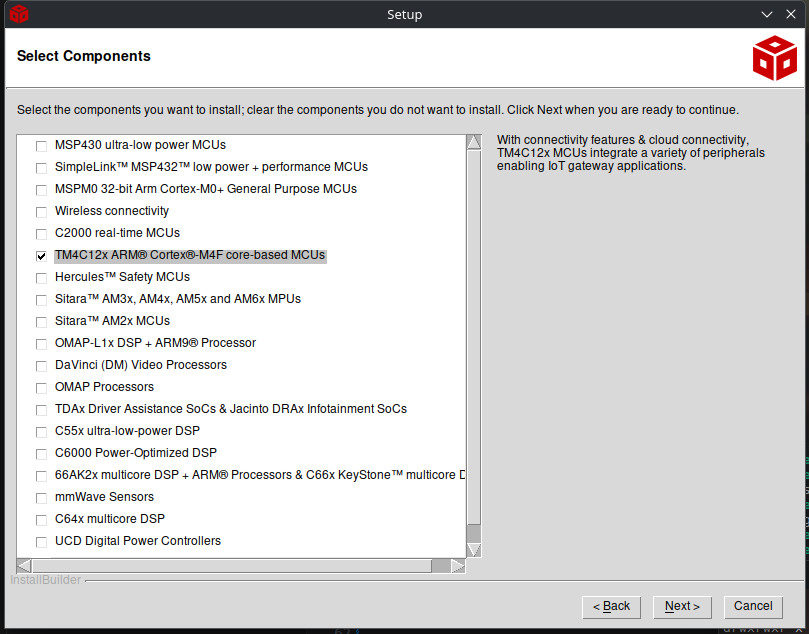 Setup
Select Components
Select the components you want to install; clear the components you do not want to install. Click Next when you are ready to continue.
MSP430 ultra-low power MCUs
SimpleLink™ MSP432™ low power + performance MCUs
MSPM0 32-bit Arm Cortex-M0+ General Purpose MCUs
Wireless connectivity
C2000 real-time MCUs
TM4C12x ARM® Cortex®-M4F core-based MCUs
Hercules™ Safety MCUs
Sitara™ AM3x, AM4x, AM5x and AM6x MPUs
Sitara™ AM2x MCUs
OMAP-L1x DSP + ARM9® Processor
DaVinci (DM) Video Processors
OMAP Processors
TDAx Driver Assistance SoCs & Jacinto DRAx Infotainment SoCs
C55x ultra-low-power DSP
C6000 Power-Optimized DSP
66AK2x multicore DSP + ARM® Processors & C66x KeyStone™ multicore D
mmWave Sensors
C64x multicore DSP
UCD Digital Power Controllers
With connectivity features & cloud connectivity,
TM4C12x MCUs integrate a variety of peripherals
enabling IoT gateway applications.
InstallBuilder
< Back
Next >
Cancel